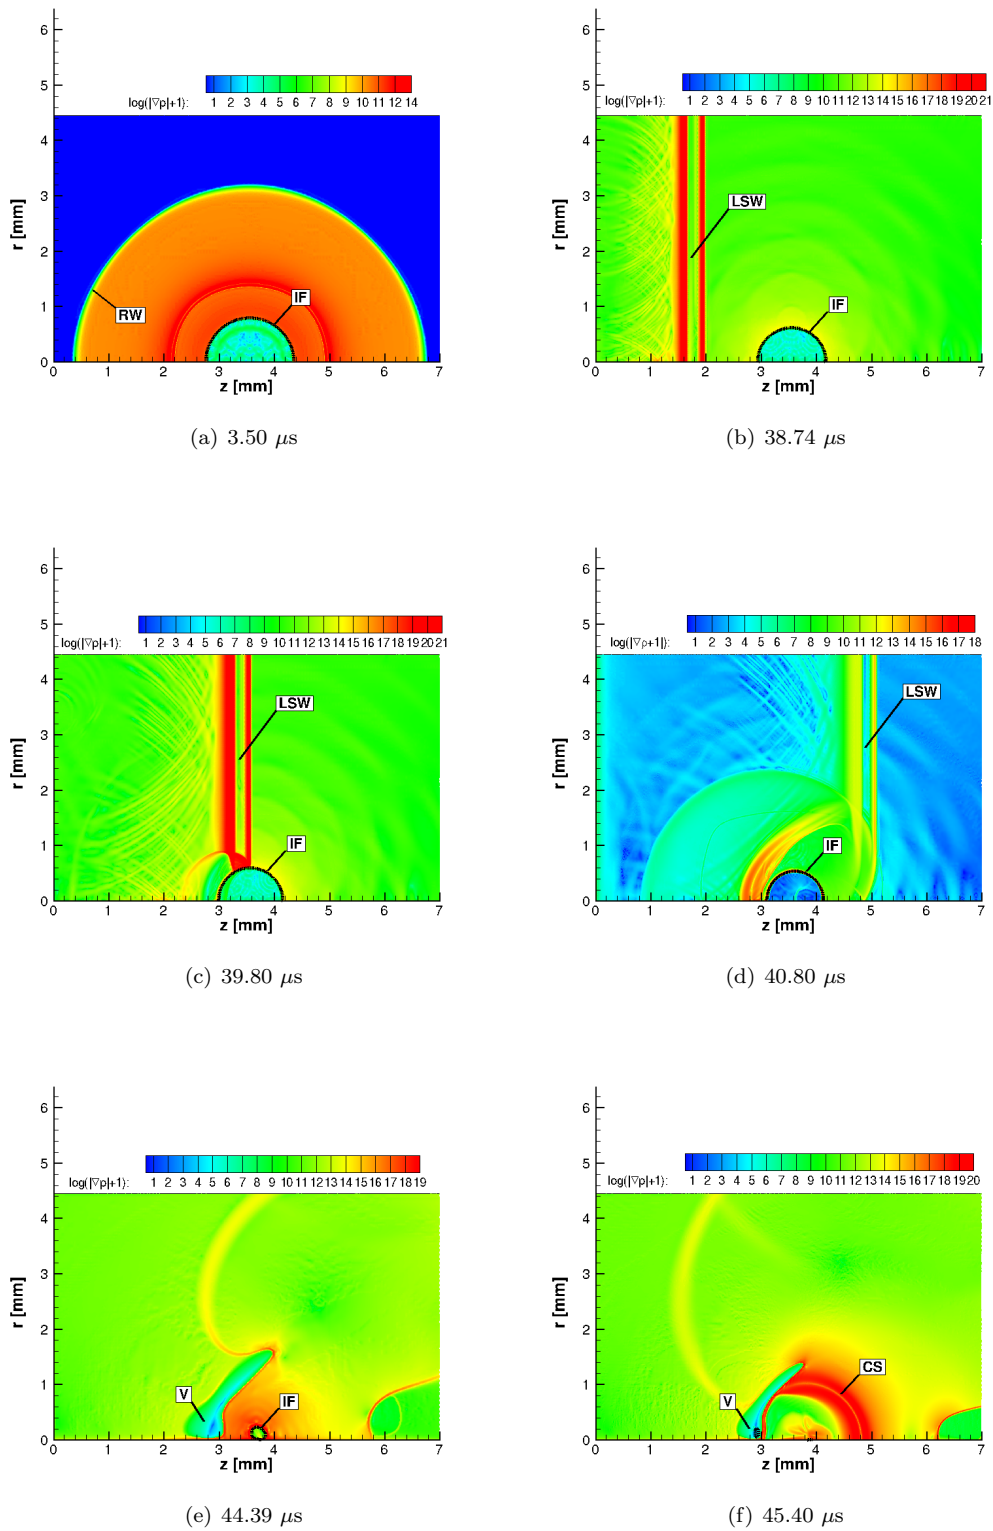 log(|∇ρ|+1): 1 2 3 4 5 6 7 8 9 10 11 12 14
r [mm]
6
5
4
3
2
1
0
RW
IF
0 1 2 3 4 5 6 7
z [mm]
(a) 3.50 μs
log(|∇ρ|+1): 1 2 3 4 5 6 7 8 9 10 11 12 14 15 16 17 18 19 20 21
r [mm]
6
5
4
3
2
1
0
LSW
IF
0 1 2 3 4 5 6 7
z [mm]
(b) 38.74 μs
log(|∇ρ|+1): 1 2 3 4 5 6 7 8 9 10 11 12 13 14 15 16 17 18 19 20 21
r [mm]
6
5
4
3
2
1
0
LSW
IF
0 1 2 3 4 5 6 7
z [mm]
(c) 39.80 μs
log(|∇ρ+1|): 1 2 3 4 5 6 7 8 9 10 11 12 13 14 15 16 17 18
r [mm]
6
5
4
3
2
1
0
LSW
IF
0 1 2 3 4 5 6 7
z [mm]
(d) 40.80 μs
log(|∇ρ|+1): 1 2 3 4 5 6 7 8 9 10 11 12 13 14 15 16 17 18 19
r [mm]
6
5
4
3
2
1
0
V
IF
0 1 2 3 4 5 6 7
z [mm]
(e) 44.39 μs
log(|∇ρ|+1): 1 2 3 4 5 6 7 8 9 10 11 12 13 14 15 16 17 18 19 20
r [mm]
6
5
4
3
2
1
0
CS
V
0 1 2 3 4 5 6 7
z [mm]
(f) 45.40 μs